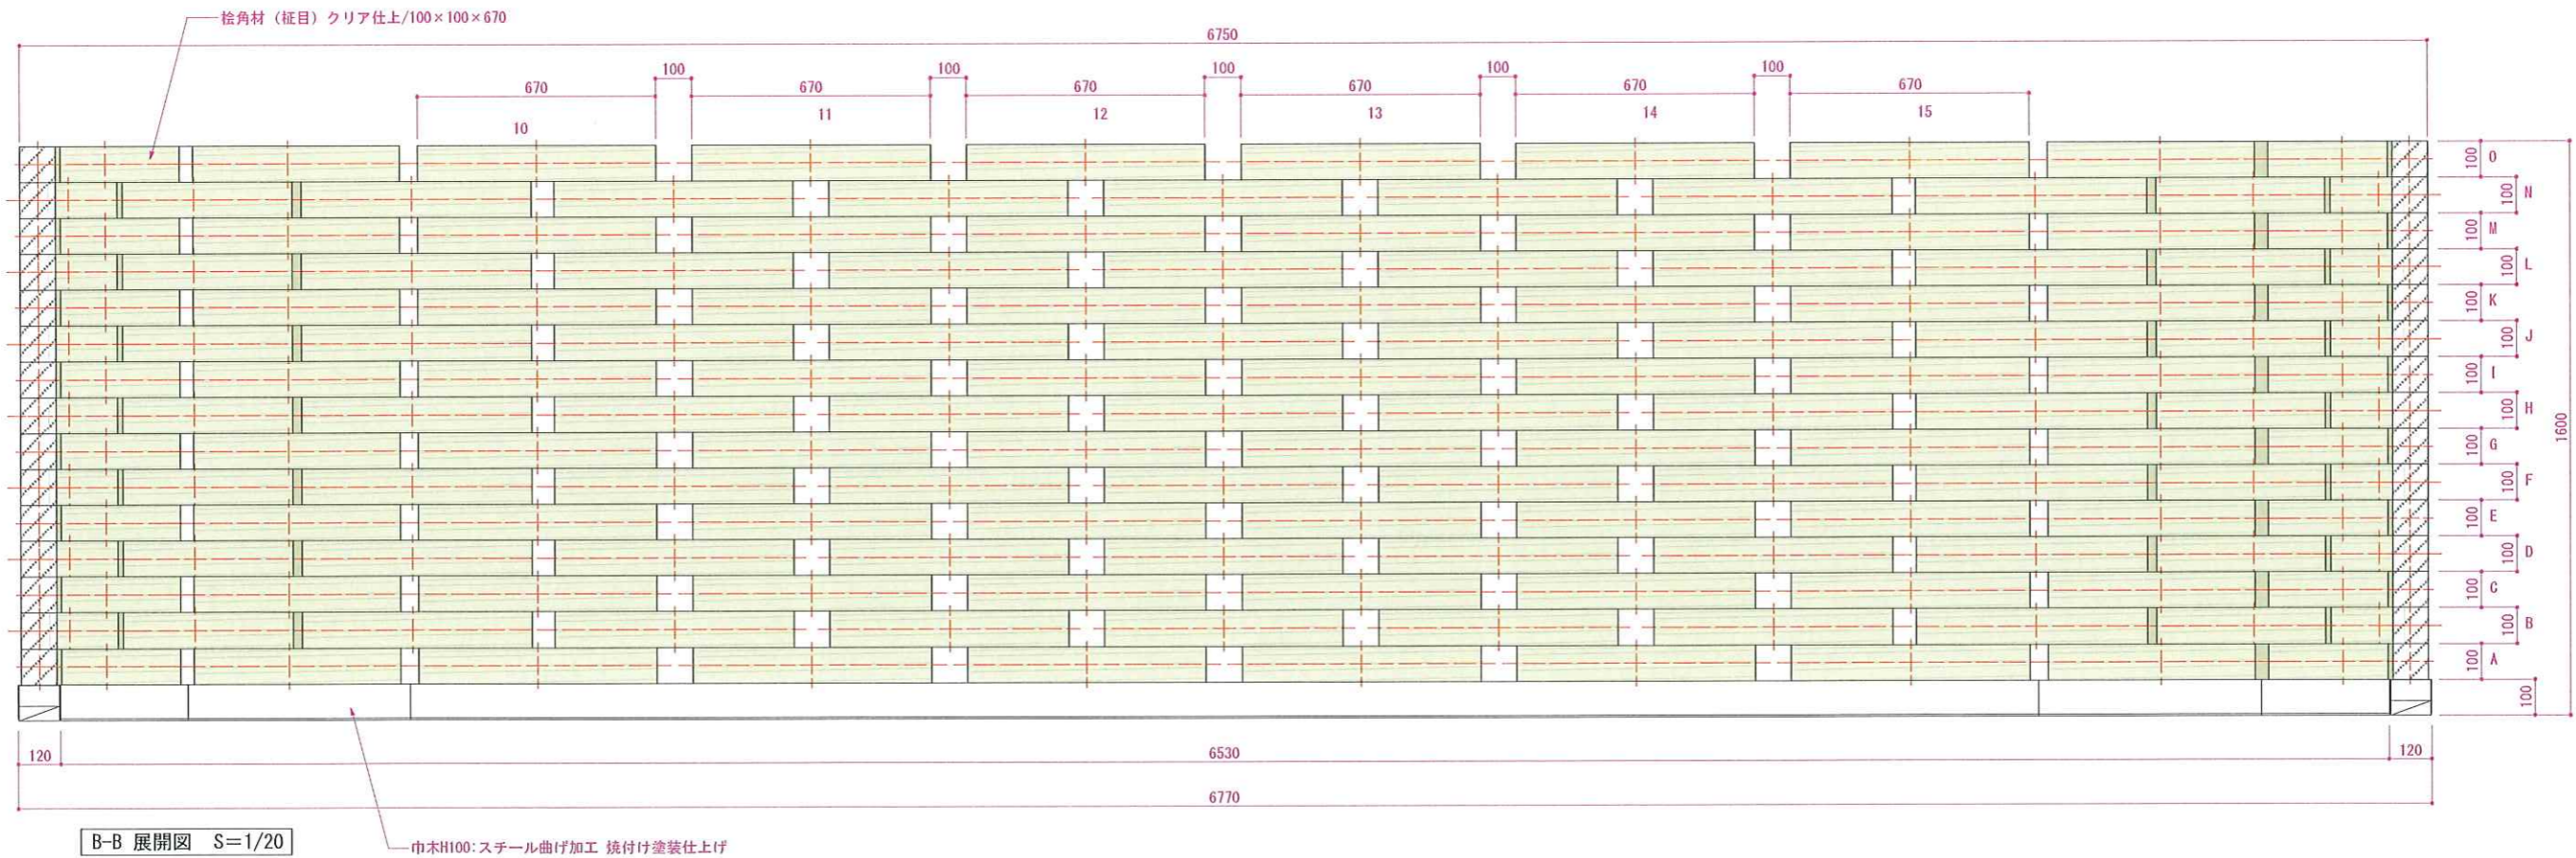 桧角材（柾目）クリア仕上/100×100×670
6750
100
100
100
100
100
670
670
670
670
670
670
10
11
12
13
14
15
100 O
100 N
100 M
100 L
100 K
100 J
100 I
100 H
100 G
100 F
100 E
100 D
100 C
100 B
100 A
100
1600
120
6530
120
6770
B-B 展開図 S=1/20
巾木H100:スチール曲げ加工 焼付け塗装仕上げ